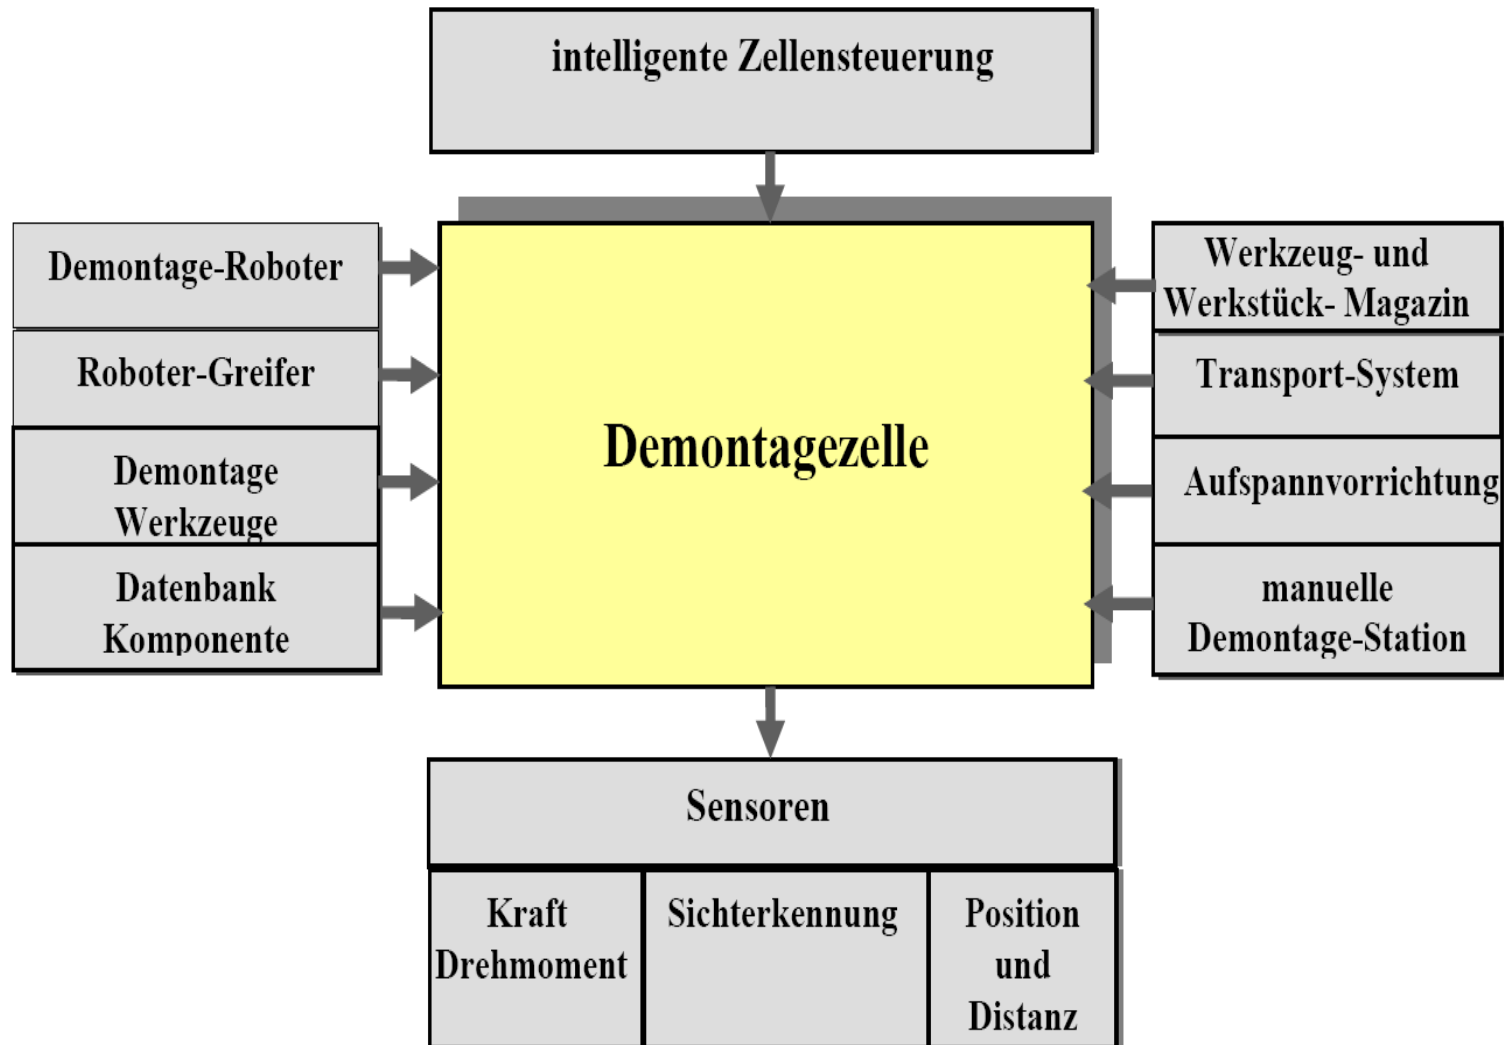 intelligente Zellensteuerung
Demontage-Roboter
Roboter-Greifer
Demontage
Werkzeuge
Datenbank
Komponente
Demontagezelle
Werkzeug- und
Werkstück- Magazin
Transport-System
Aufspannvorrichtung
manuelle
Demontage-Station
Sensoren
Kraft
Drehmoment
Sichterkennung
Position
und
Distanz